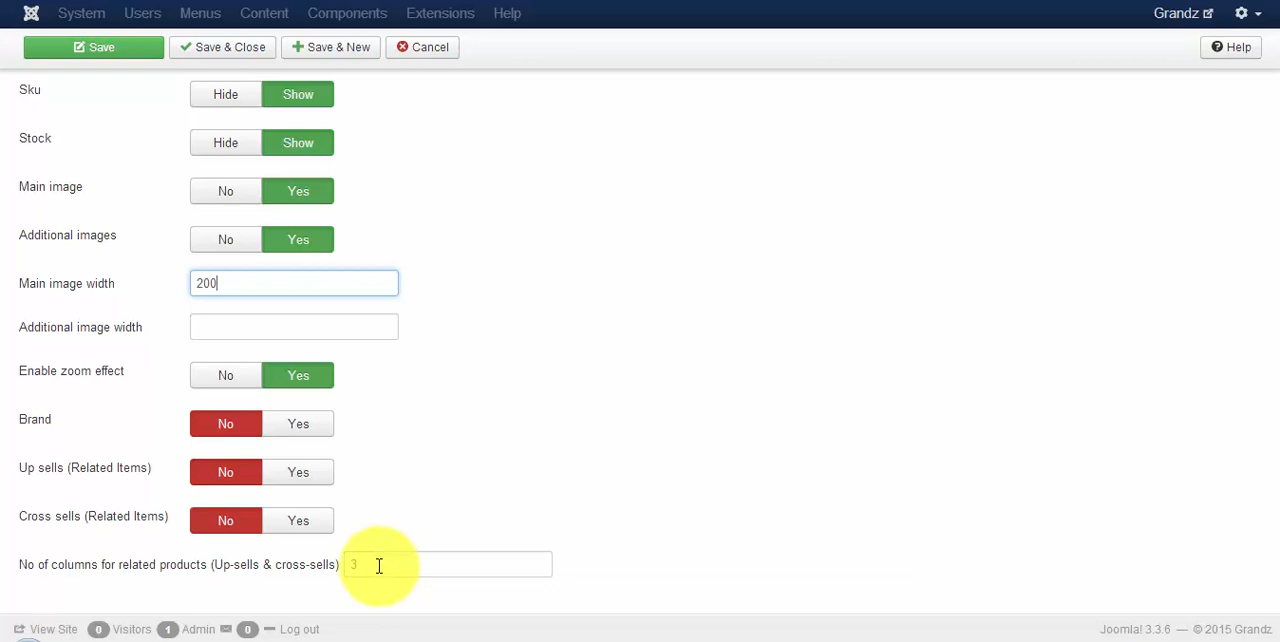 System Users Menus Content Components Extensions Help Grandz
Save Save & Close Save & New Cancel Help
Sku Hide Show
Stock Hide Show
Main image No Yes
Additional images No Yes
Main image width 200
Additional image width
Enable zoom effect No Yes
Brand No Yes
Up sells (Related Items) No Yes
Cross sells (Related Items) No Yes
No of columns for related products (Up-sells & cross-sells) 3
View Site 0 Visitors 1 Admin 0 Log out Joomla! 3.3.6 — © 2015 Grandz